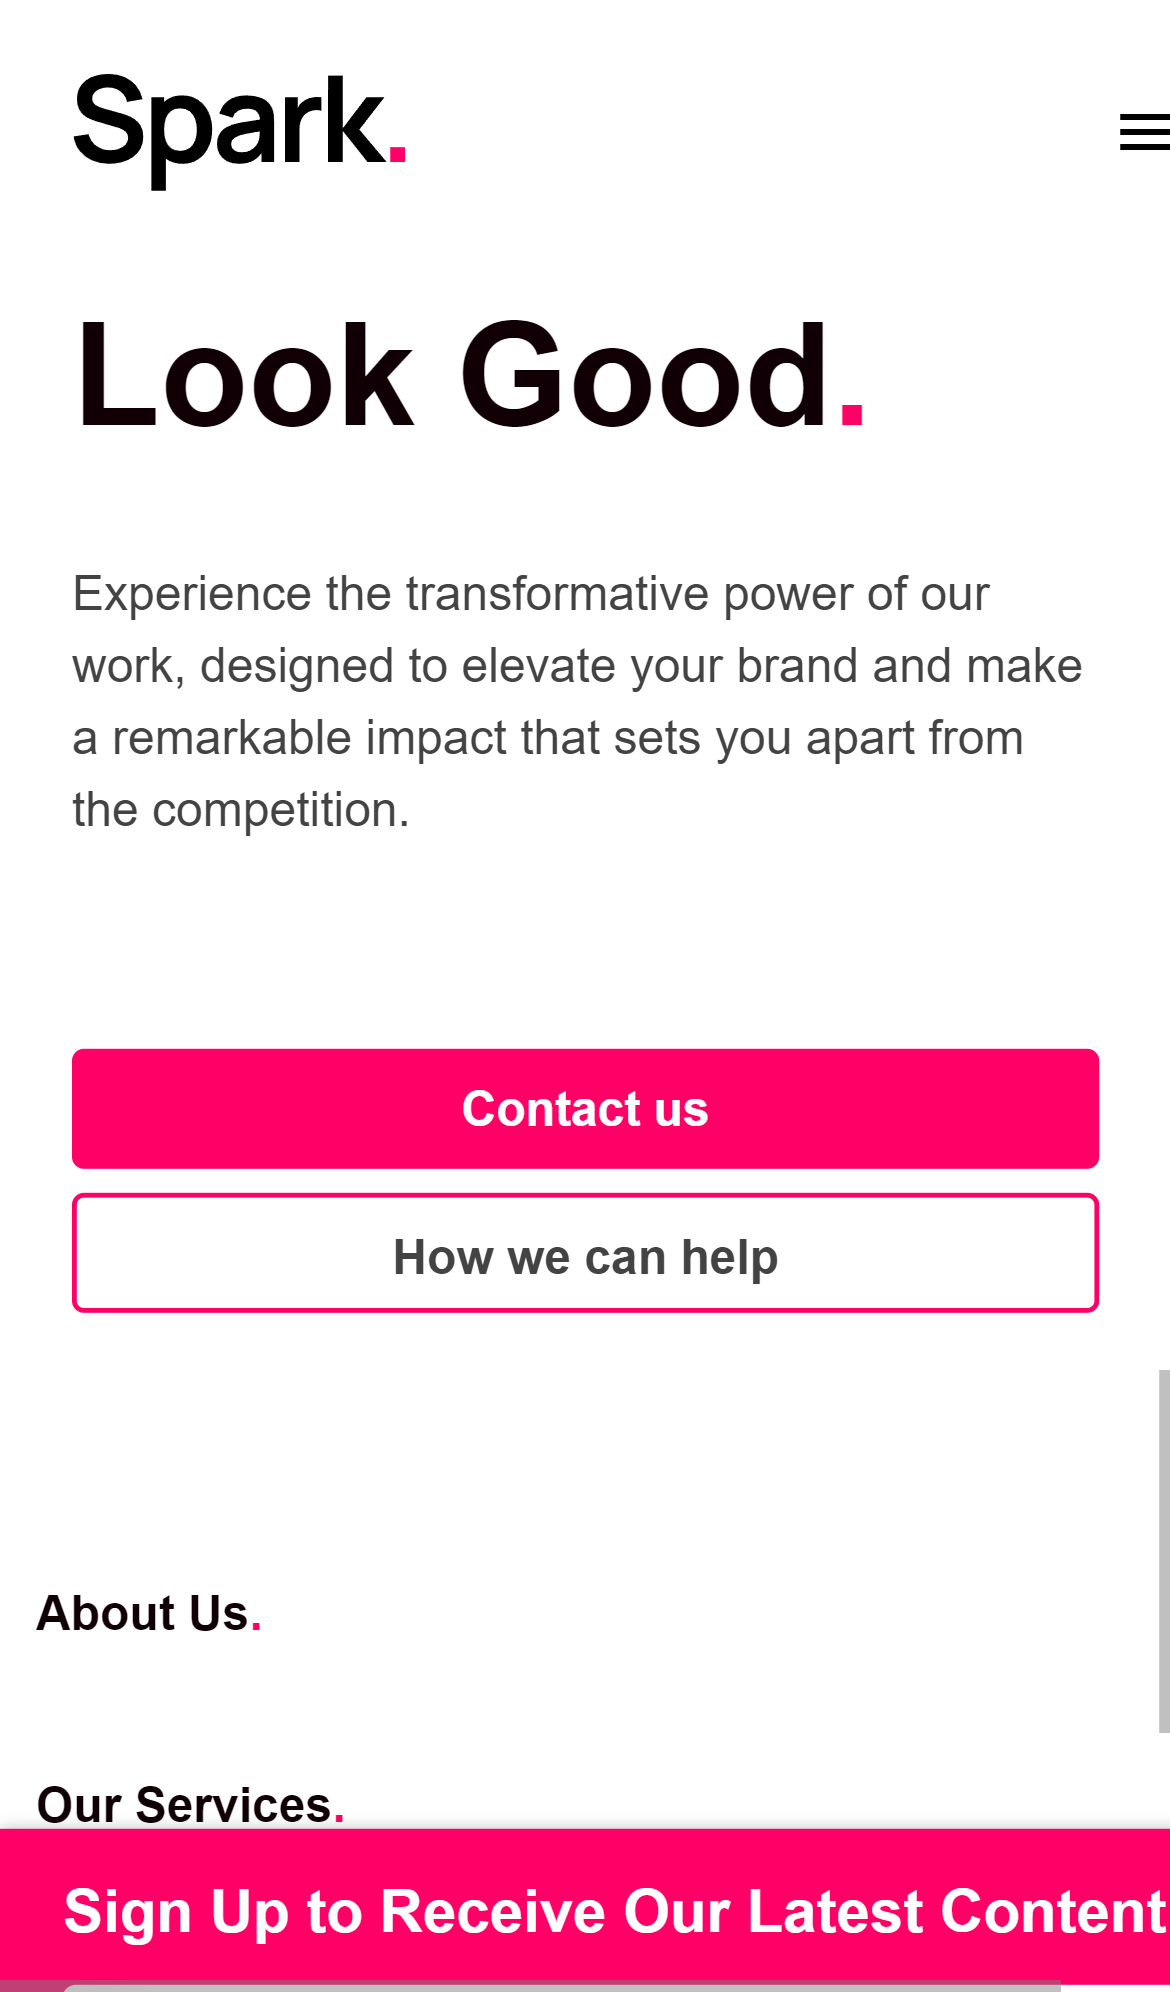 Spark.
Look Good.
Experience the transformative power of our
work, designed to elevate your brand and make
a remarkable impact that sets you apart from
the competition.
Contact us
How we can help
About Us.
Our Services.
Sign Up to Receive Our Latest Content